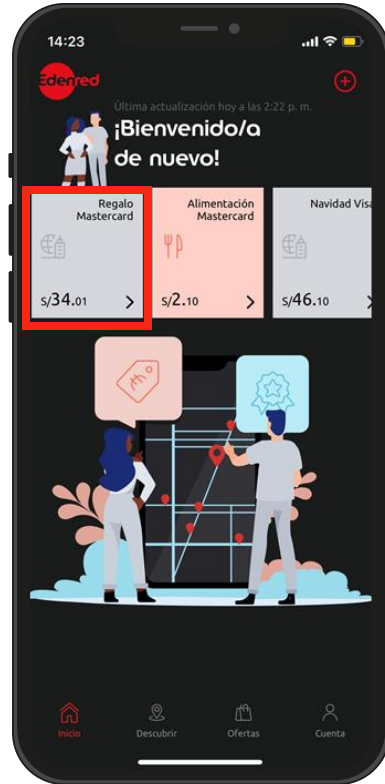 14:23
Edenred
Última actualización hoy a las 2:22 p. m.
¡Bienvenido/a
de nuevo!
Regalo
Mastercard
S/34.01
Alimentación
Mastercard
S/2.10
Navidad Visa
S/46.10
Inicio
Descubrir
Ofertas
Cuenta